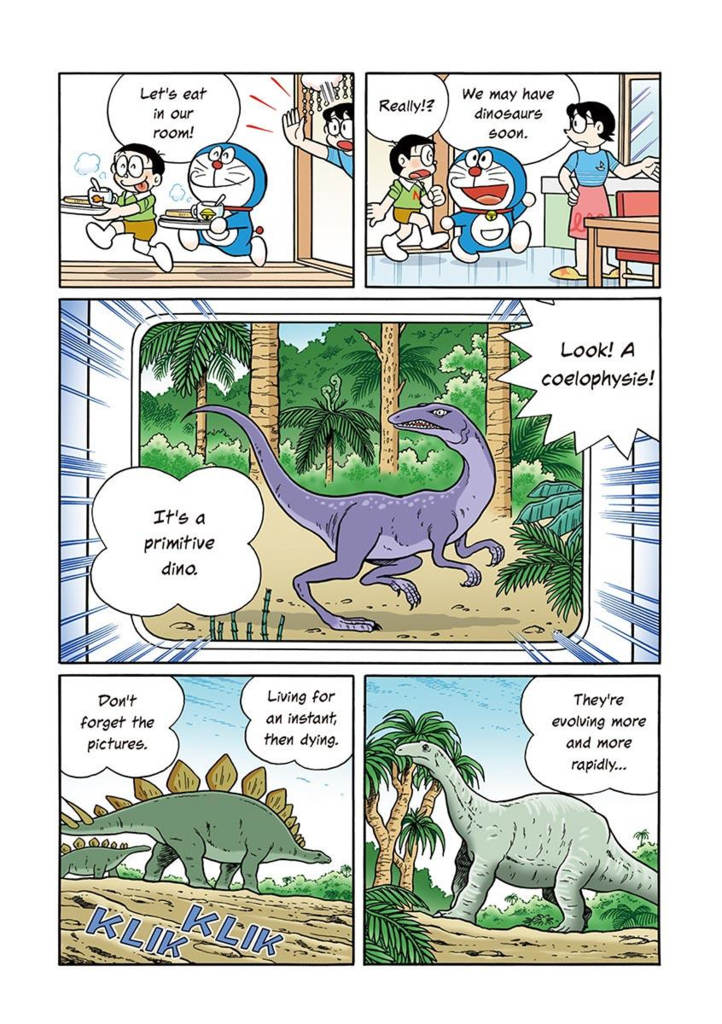 Let's eat
in our
room!
Really!?
We may have
dinosaurs
soon.
Look! A
coelophysis!
It's a
primitive
dino.
Don't
forget the
pictures.
Living for
an instant,
then dying.
KLIK
KLIK
They're
evolving more
and more
rapidly...